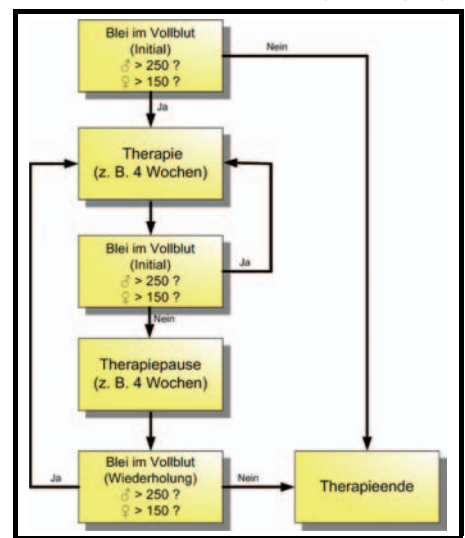 Blei im Vollblut
(Initial)
♂ > 250 ?
♀ > 150 ?
Nein
Ja
Therapie
(z. B. 4 Wochen)
Blei im Vollblut
(Initial)
♂ > 250 ?
♀ > 150 ?
Ja
Nein
Therapiepause
(z. B. 4 Wochen)
Blei im Vollblut
(Wiederholung)
♂ > 250 ?
♀ > 150 ?
Ja
Nein
Therapieende